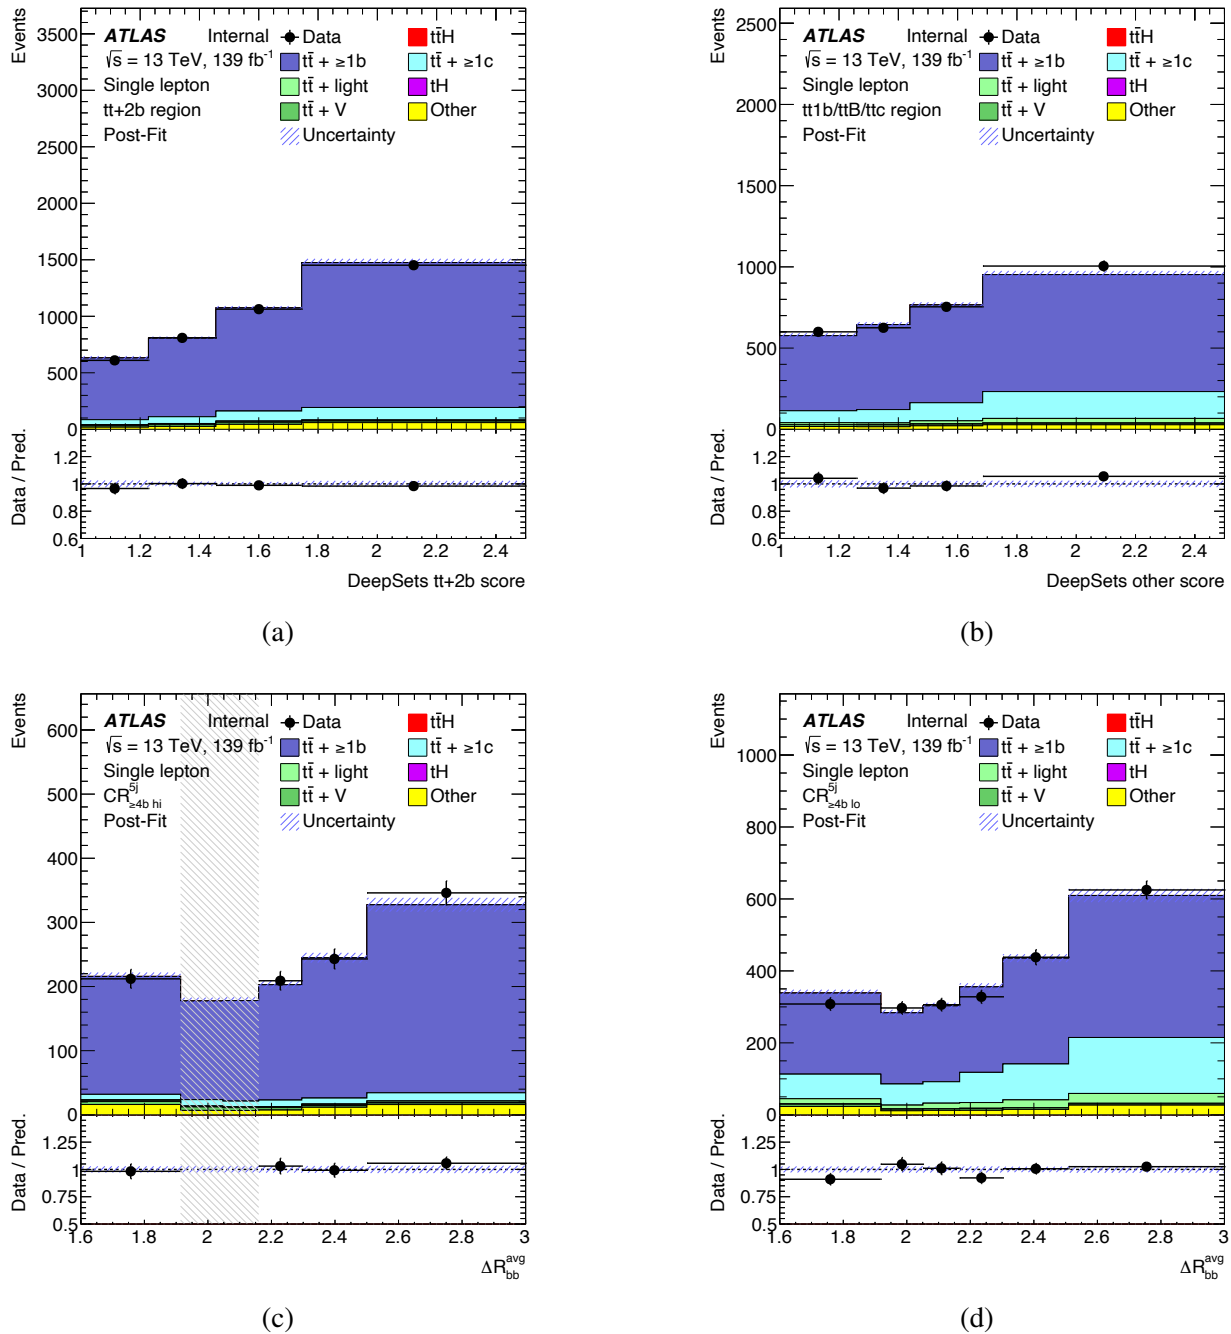 Events
3500
3000
2500
2000
1500
1000
500
0
ATLAS Internal
√s = 13 TeV, 139 fb⁻¹
Single lepton
tt+2b region
Post-Fit
Data
tt̄ + ≥1b
tt̄ + light
tt̄ + V
Uncertainty
tt̄H
tt̄ + ≥1c
tH
Other
Data / Pred.
1.2
1
0.8
0.6
1 1.2 1.4 1.6 1.8 2 2.2 2.4
DeepSets tt+2b score
(a)
Events
2500
2000
1500
1000
500
0
ATLAS Internal
√s = 13 TeV, 139 fb⁻¹
Single lepton
tt1b/ttB/ttc region
Post-Fit
Data
tt̄ + ≥1b
tt̄ + light
tt̄ + V
Uncertainty
tt̄H
tt̄ + ≥1c
tH
Other
Data / Pred.
1.2
1
0.8
0.6
1 1.2 1.4 1.6 1.8 2 2.2 2.4
DeepSets other score
(b)
Events
600
500
400
300
200
100
0
ATLAS Internal
√s = 13 TeV, 139 fb⁻¹
Single lepton
CR⁵ʲ≥4b hi
Post-Fit
Data
tt̄ + ≥1b
tt̄ + light
tt̄ + V
Uncertainty
tt̄H
tt̄ + ≥1c
tH
Other
Data / Pred.
1.25
1
0.75
0.5
1.6 1.8 2 2.2 2.4 2.6 2.8 3
ΔR^avg_bb
(c)
Events
1000
800
600
400
200
0
ATLAS Internal
√s = 13 TeV, 139 fb⁻¹
Single lepton
CR⁵ʲ≥4b lo
Post-Fit
Data
tt̄ + ≥1b
tt̄ + light
tt̄ + V
Uncertainty
tt̄H
tt̄ + ≥1c
tH
Other
Data / Pred.
1.25
1
0.75
0.5
1.6 1.8 2 2.2 2.4 2.6 2.8 3
ΔR^avg_bb
(d)